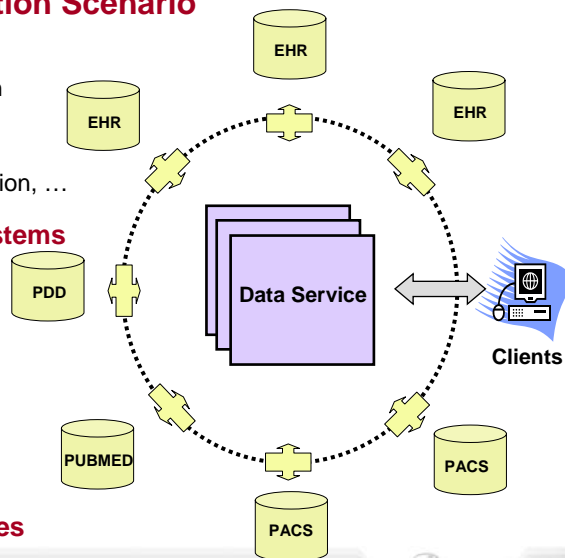 tion Scenario
EHR
EHR
EHR
ion, …
stems
PDD
Data Service
Clients
PUBMED
PACS
PACS
es